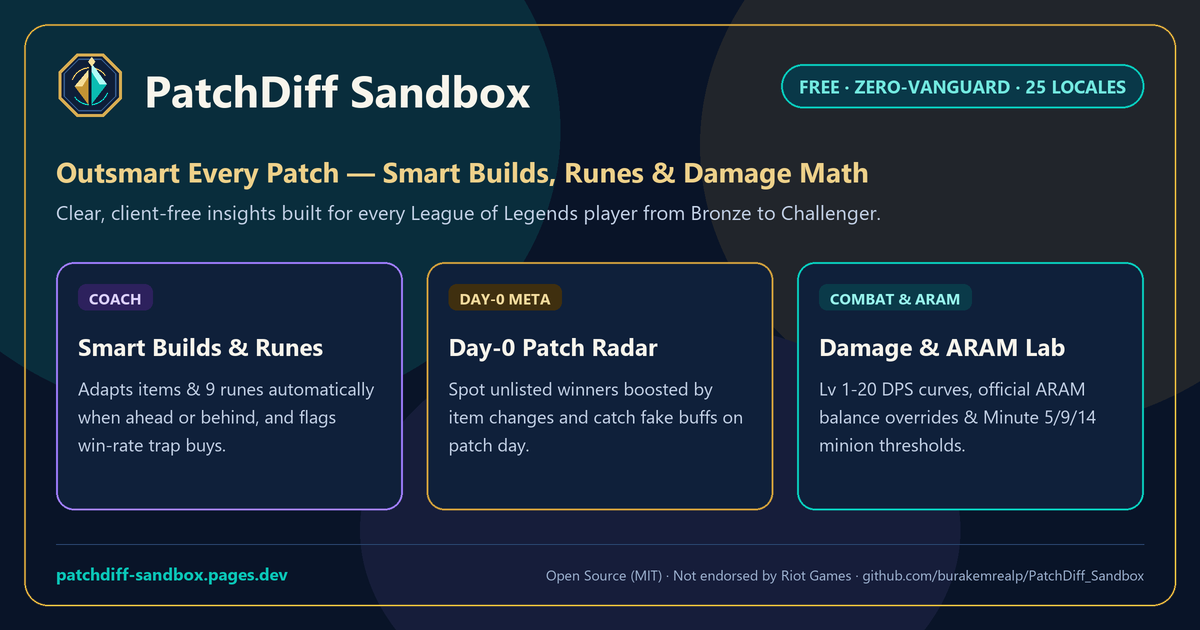 PatchDiff Sandbox
FREE · ZERO-VANGUARD · 25 LOCALES
Outsmart Every Patch — Smart Builds, Runes & Damage Math
Clear, client-free insights built for every League of Legends player from Bronze to Challenger.
COACH
Smart Builds & Runes
Adapts items & 9 runes automatically
when ahead or behind, and flags
win-rate trap buys.
DAY-0 META
Day-0 Patch Radar
Spot unlisted winners boosted by
item changes and catch fake buffs on
patch day.
COMBAT & ARAM
Damage & ARAM Lab
Lv 1-20 DPS curves, official ARAM
balance overrides & Minute 5/9/14
minion thresholds.
patchdiff-sandbox.pages.dev
Open Source (MIT) · Not endorsed by Riot Games · github.com/burakemrealp/PatchDiff_Sandbox